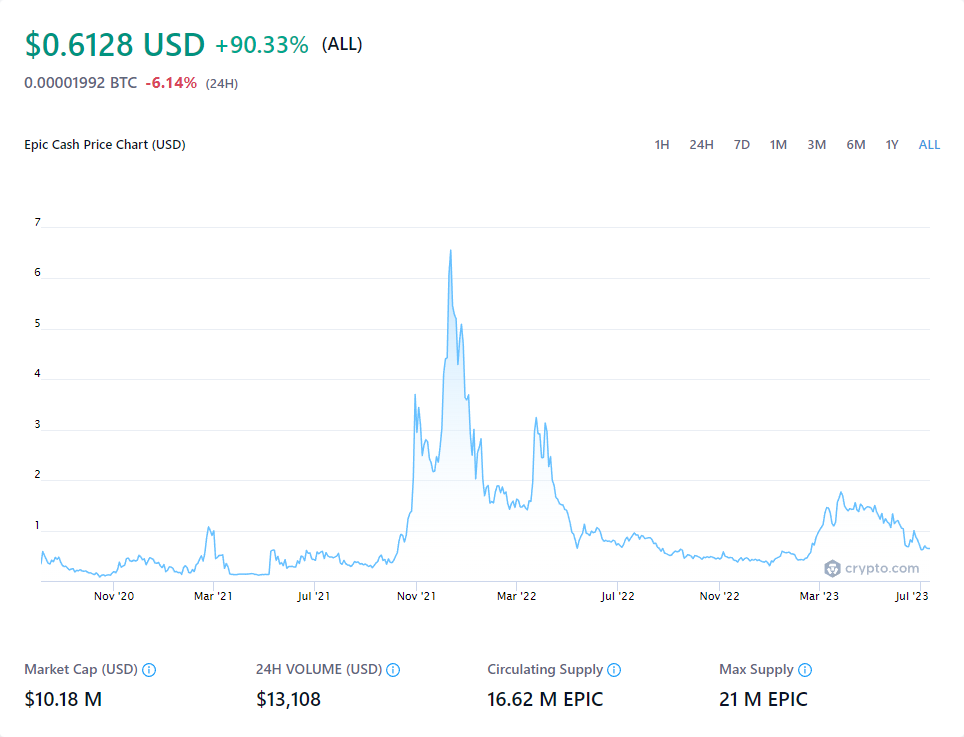 $0.6128 USD +90.33% (ALL)
0.00001992 BTC -6.14% (24H)
Epic Cash Price Chart (USD) 1H 24H 7D 1M 3M 6M 1Y ALL
7
6
5
4
3
2
1
crypto.com
Nov '20 Mar '21 Jul '21 Nov '21 Mar '22 Jul '22 Nov '22 Mar '23 Jul '23
Market Cap (USD) 24H VOLUME (USD) Circulating Supply Max Supply
$10.18 M $13,108 16.62 M EPIC 21 M EPIC